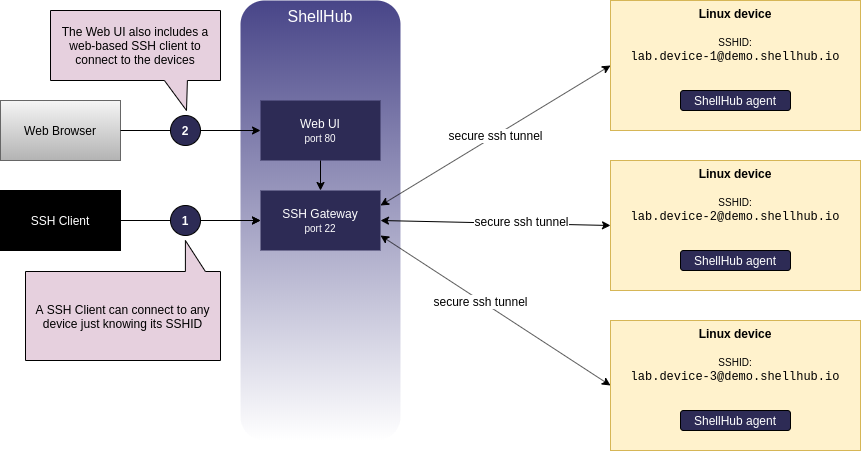 ShellHub
The Web UI also includes a
web-based SSH client to
connect to the devices
Web Browser
2
Web UI
port 80
SSH Client
1
SSH Gateway
port 22
A SSH Client can connect to any
device just knowing its SSHID
secure ssh tunnel
secure ssh tunnel
secure ssh tunnel
Linux device
SSHID:
lab.device-1@demo.shellhub.io
ShellHub agent
Linux device
SSHID:
lab.device-2@demo.shellhub.io
ShellHub agent
Linux device
SSHID:
lab.device-3@demo.shellhub.io
ShellHub agent